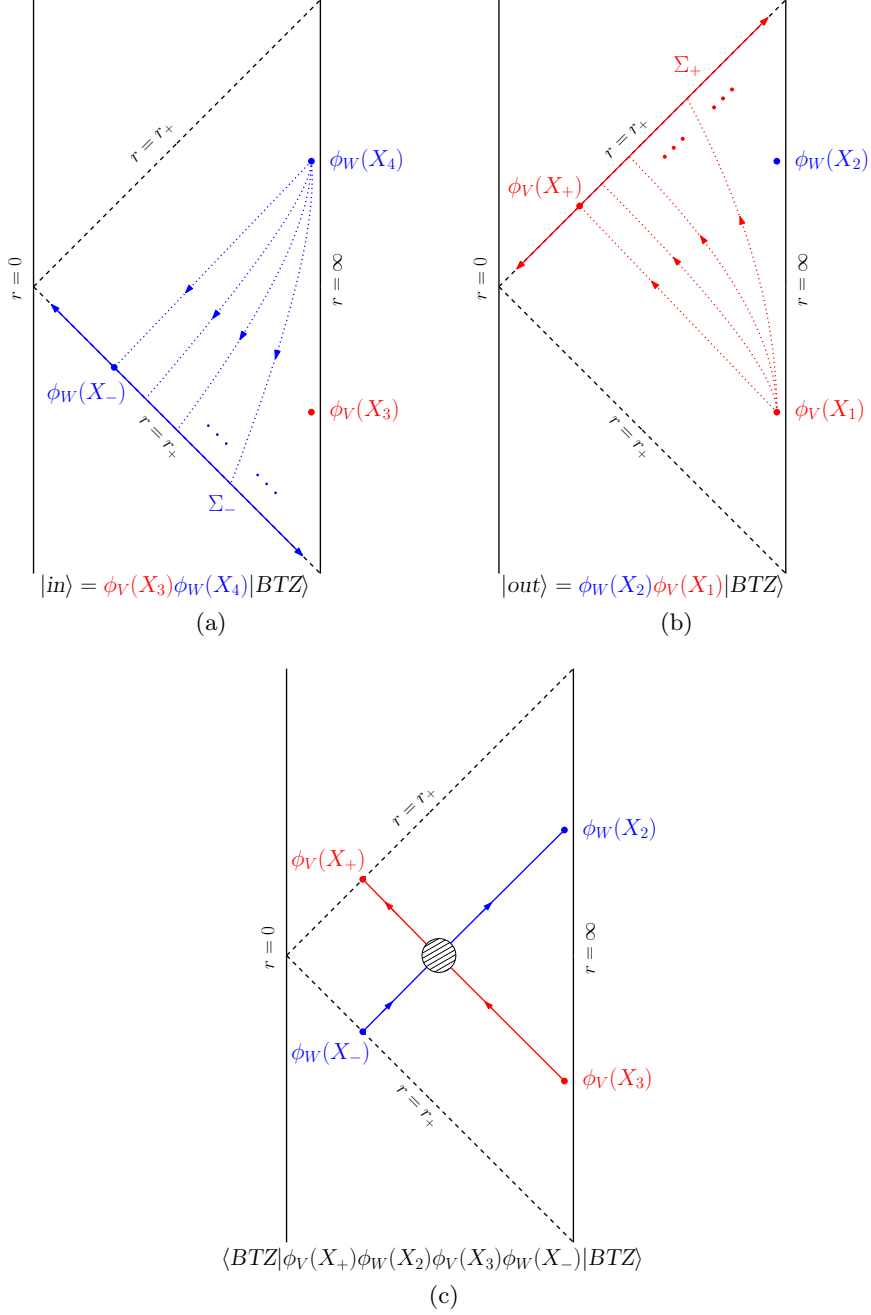 r = r₊
Σ₊
ϕ_W(X₄)
ϕ_W(X₂)
r = r₊
ϕ_V(X₊)
r = 0
r = ∞
r = 0
r = ∞
ϕ_W(X₋)
ϕ_V(X₃)
ϕ_V(X₁)
r = r₊
r = r₊
Σ₋
|in⟩ = ϕ_V(X₃)ϕ_W(X₄)|BTZ⟩
|out⟩ = ϕ_W(X₂)ϕ_V(X₁)|BTZ⟩
(a)
(b)
r = r₊
ϕ_W(X₂)
ϕ_V(X₊)
r = 0
r = ∞
ϕ_W(X₋)
ϕ_V(X₃)
r = r₊
⟨BTZ|ϕ_V(X₊)ϕ_W(X₂)ϕ_V(X₃)ϕ_W(X₋)|BTZ⟩
(c)